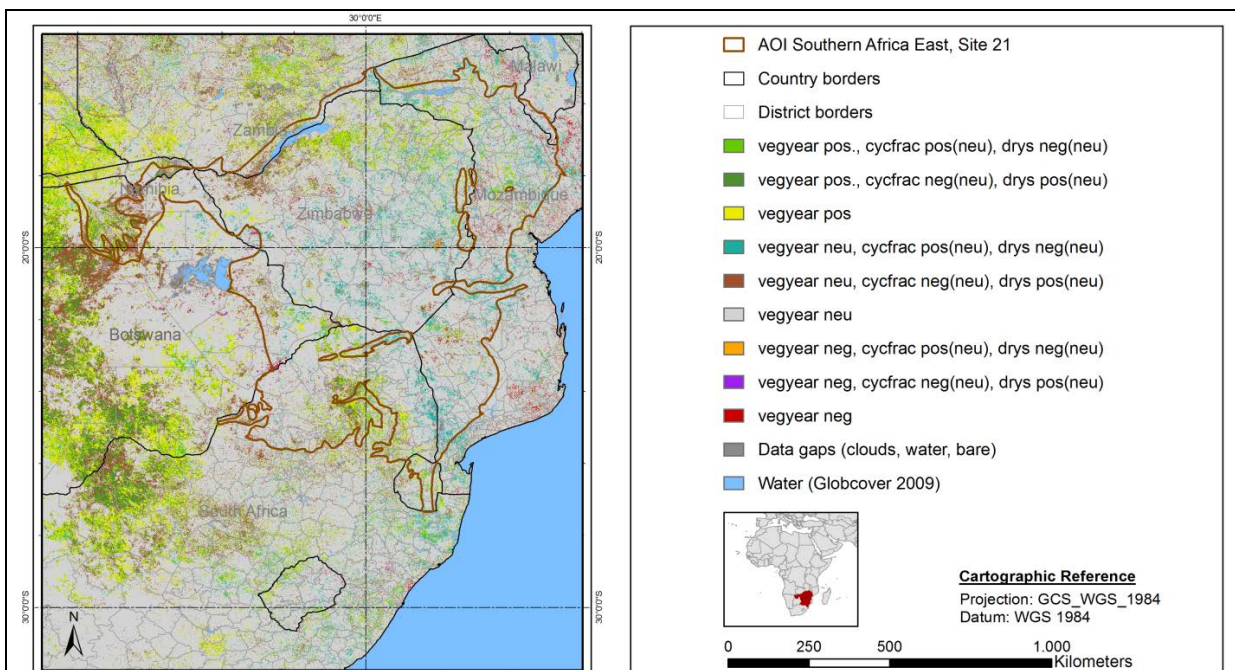 30°0'0"E
Malawi
Zambia
Namibia
Mozambique
Zimbabwe
20°0'0"S
20°0'0"S
Botswana
South Africa
30°0'0"S
30°0'0"S
N
30°0'0"E
AOI Southern Africa East, Site 21
Country borders
District borders
vegyear pos., cycfrac pos(neu), drys neg(neu)
vegyear pos., cycfrac neg(neu), drys pos(neu)
vegyear pos
vegyear neu, cycfrac pos(neu), drys neg(neu)
vegyear neu, cycfrac neg(neu), drys pos(neu)
vegyear neu
vegyear neg, cycfrac pos(neu), drys neg(neu)
vegyear neg, cycfrac neg(neu), drys pos(neu)
vegyear neg
Data gaps (clouds, water, bare)
Water (Globcover 2009)
Cartographic Reference
Projection: GCS_WGS_1984
Datum: WGS 1984
0 250 500 1.000
Kilometers